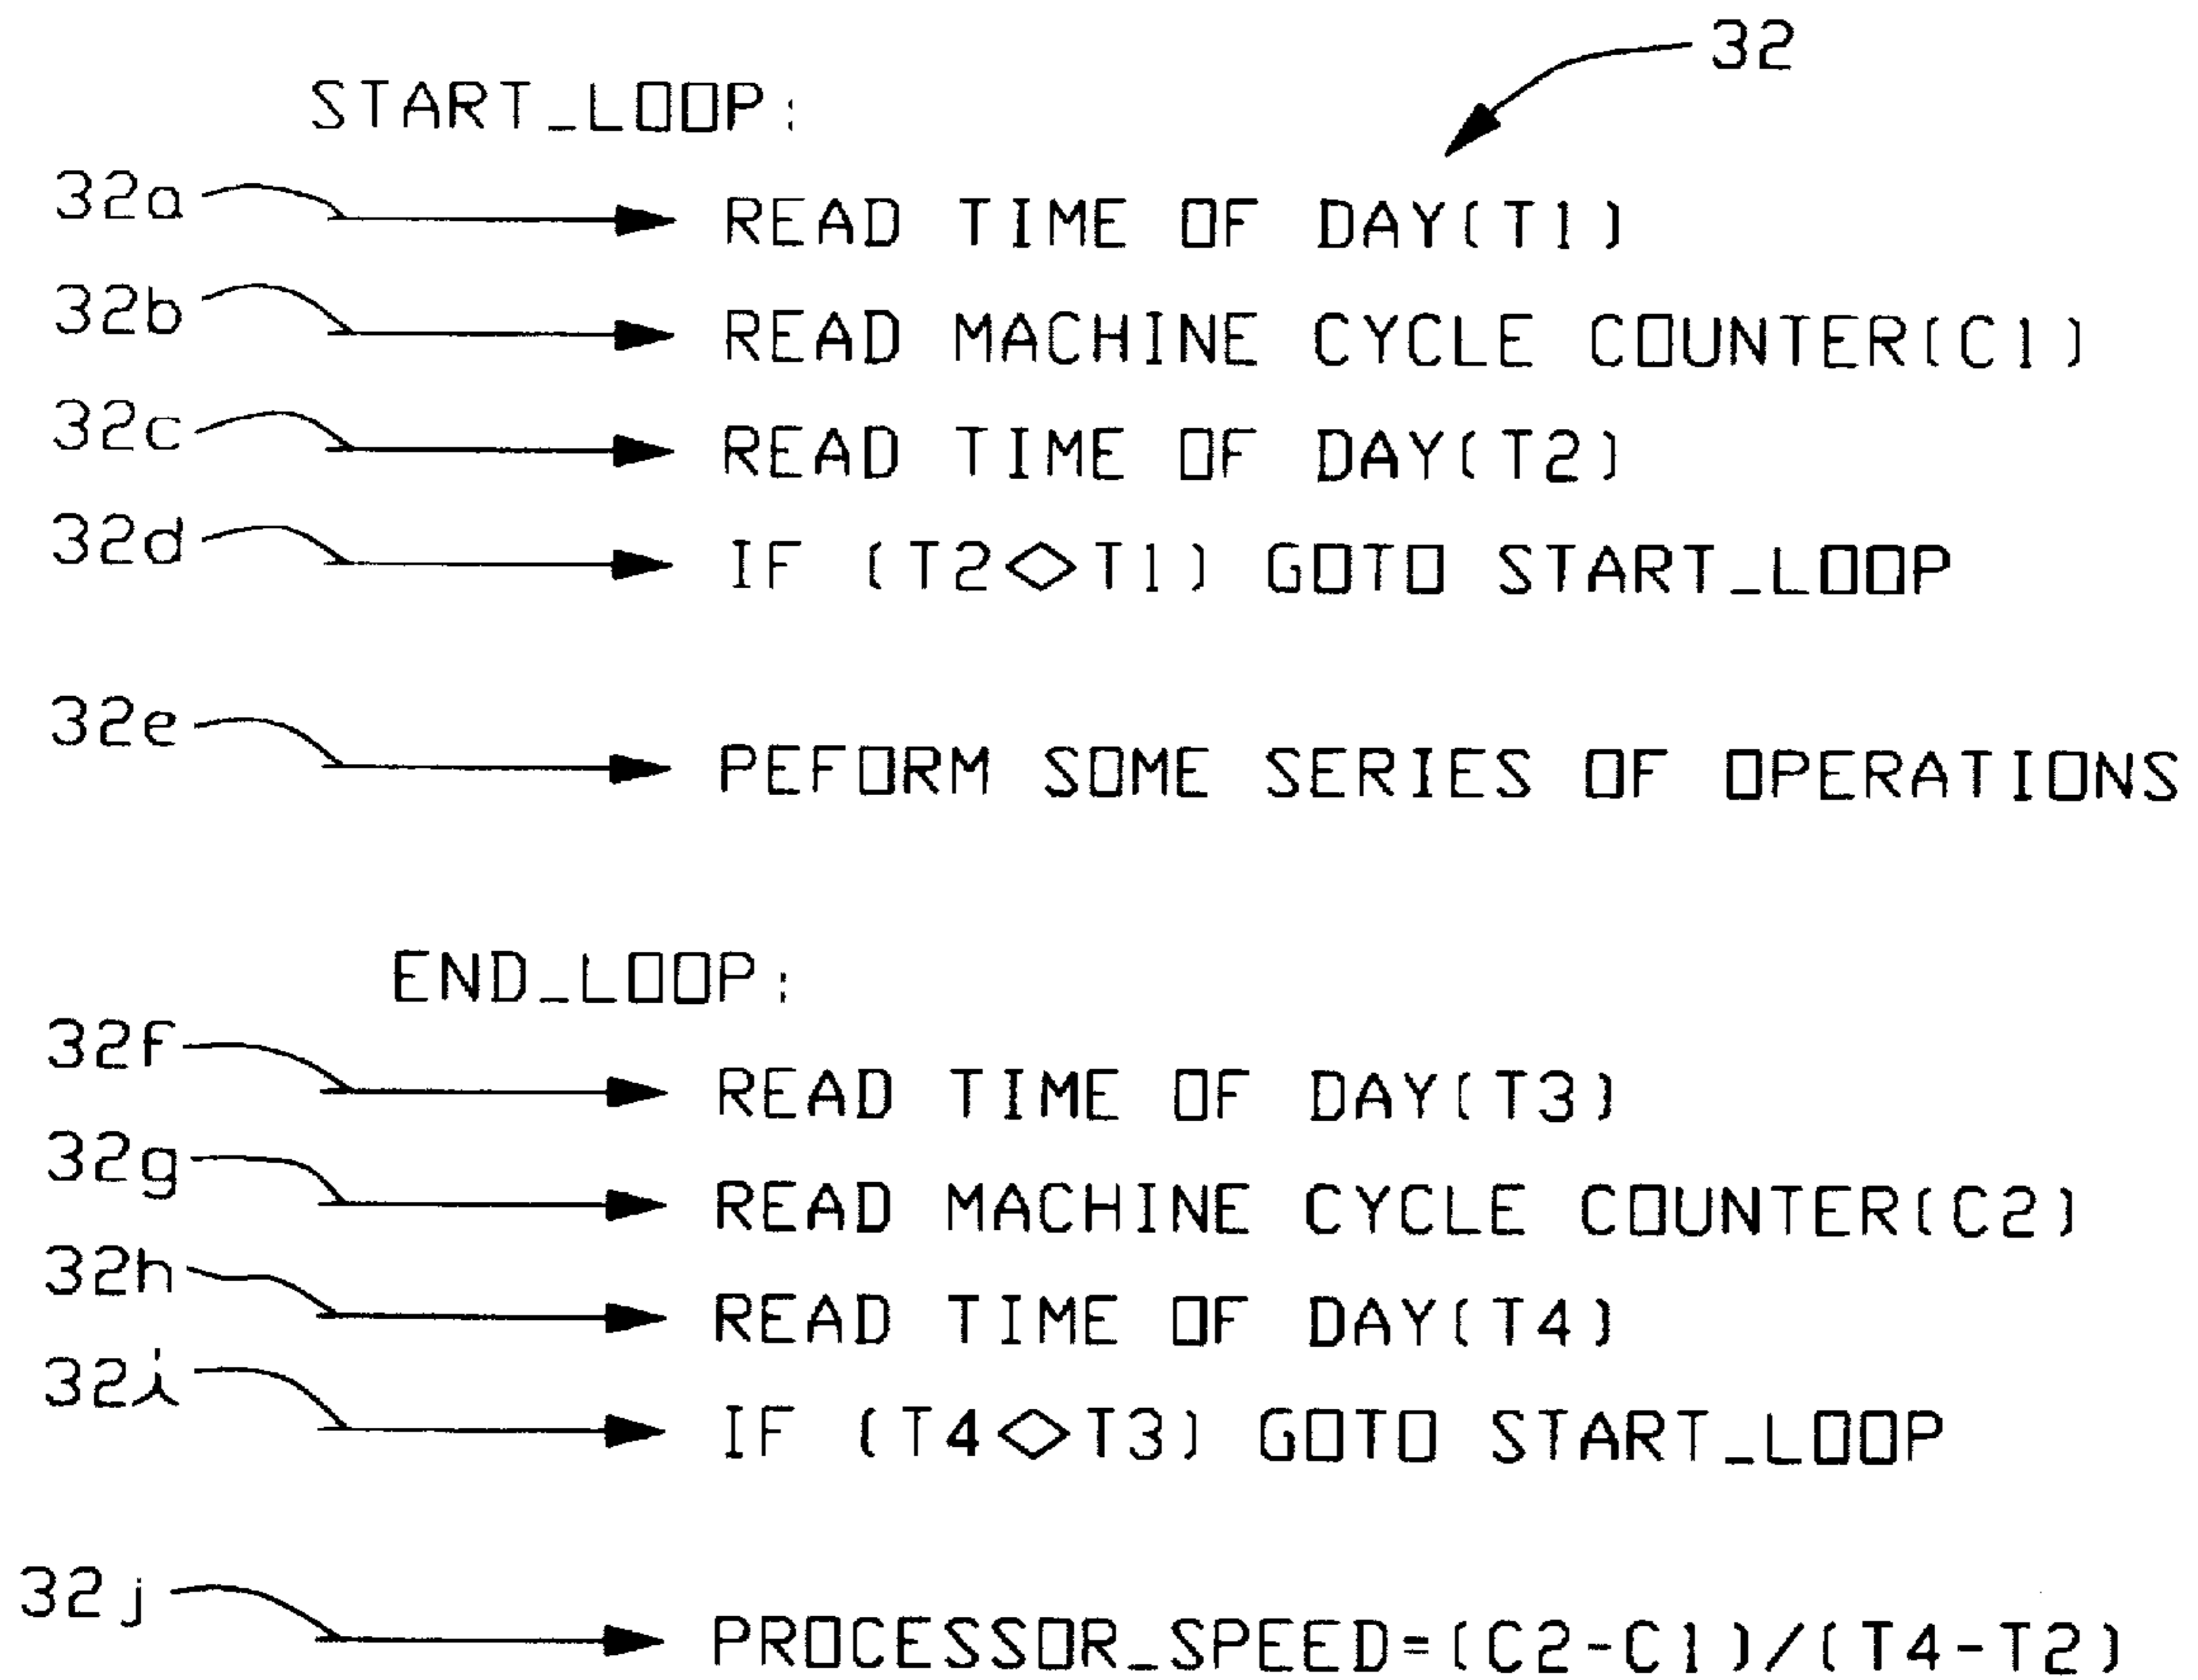 32
START_LOOP:
32a READ TIME OF DAY(T1)
32b READ MACHINE CYCLE COUNTER(C1)
32c READ TIME OF DAY(T2)
32d IF (T2<>T1) GOTO START_LOOP
32e PEFORM SOME SERIES OF OPERATIONS
END_LOOP:
32f READ TIME OF DAY(T3)
32g READ MACHINE CYCLE COUNTER(C2)
32h READ TIME OF DAY(T4)
32i IF (T4<>T3) GOTO START_LOOP
32j PROCESSOR_SPEED=(C2-C1)/(T4-T2)